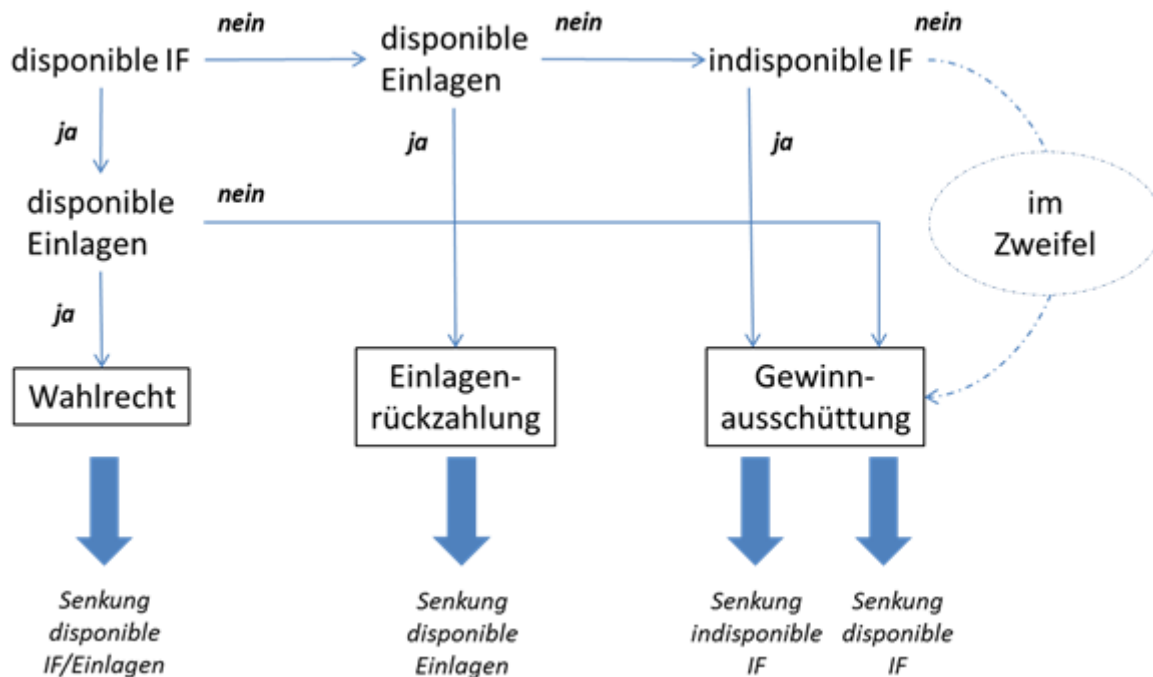 nein
nein
nein
disponible IF
disponible
Einlagen
indisponible IF
ja
ja
ja
disponible
Einlagen
nein
im
Zweifel
ja
Wahlrecht
Einlagen-
rückzahlung
Gewinn-
ausschüttung
Senkung
disponible
IF/Einlagen
Senkung
disponible
Einlagen
Senkung
indisponible
IF
Senkung
disponible
IF